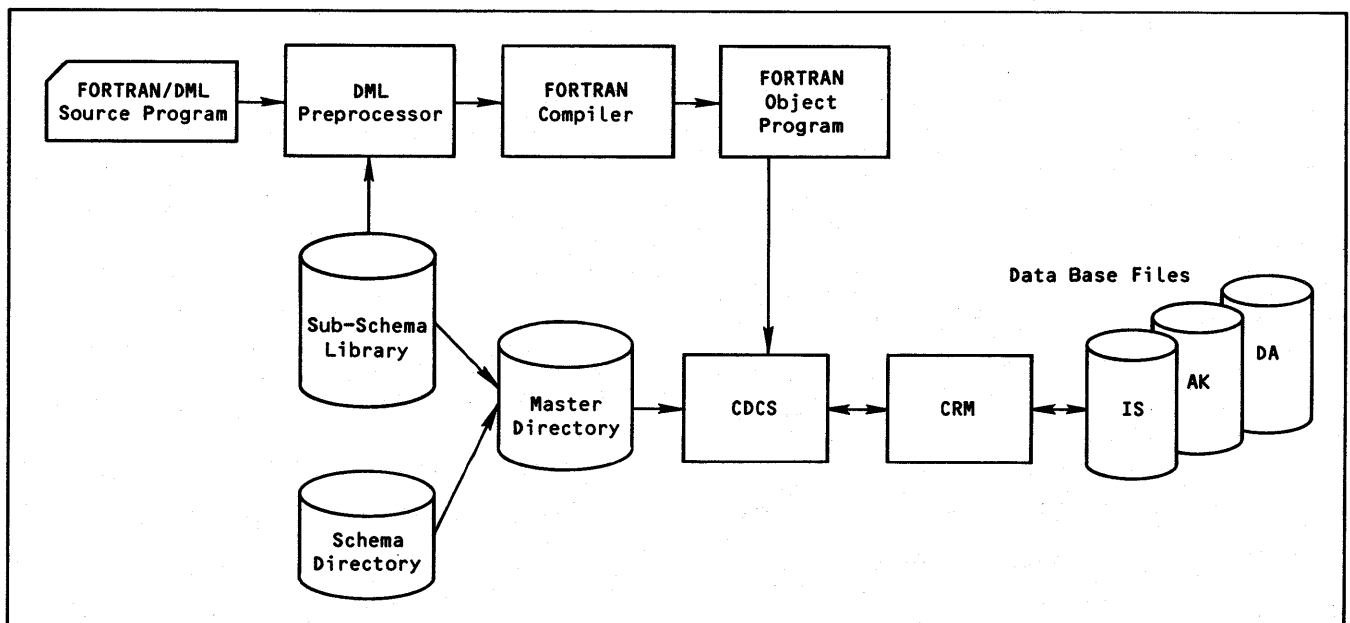 FORTRAN/DML
Source Program
DML
Preprocessor
FORTRAN
Compiler
FORTRAN
Object
Program
Sub-Schema
Library
Master
Directory
Schema
Directory
CDCS
CRM
Data Base Files
IS
AK
DA